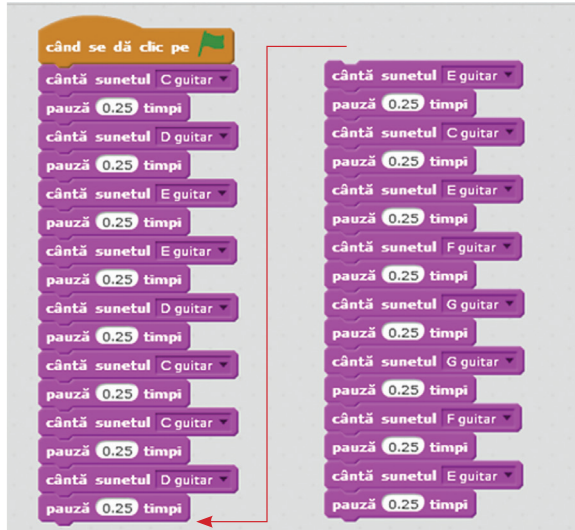 când se dă clic pe
cântă sunetul C guitar
pauză 0.25 timpi
cântă sunetul D guitar
pauză 0.25 timpi
cântă sunetul E guitar
pauză 0.25 timpi
cântă sunetul E guitar
pauză 0.25 timpi
cântă sunetul D guitar
pauză 0.25 timpi
cântă sunetul C guitar
pauză 0.25 timpi
cântă sunetul C guitar
pauză 0.25 timpi
cântă sunetul D guitar
pauză 0.25 timpi
cântă sunetul E guitar
pauză 0.25 timpi
cântă sunetul C guitar
pauză 0.25 timpi
cântă sunetul E guitar
pauză 0.25 timpi
cântă sunetul F guitar
pauză 0.25 timpi
cântă sunetul G guitar
pauză 0.25 timpi
cântă sunetul G guitar
pauză 0.25 timpi
cântă sunetul F guitar
pauză 0.25 timpi
cântă sunetul E guitar
pauză 0.25 timpi